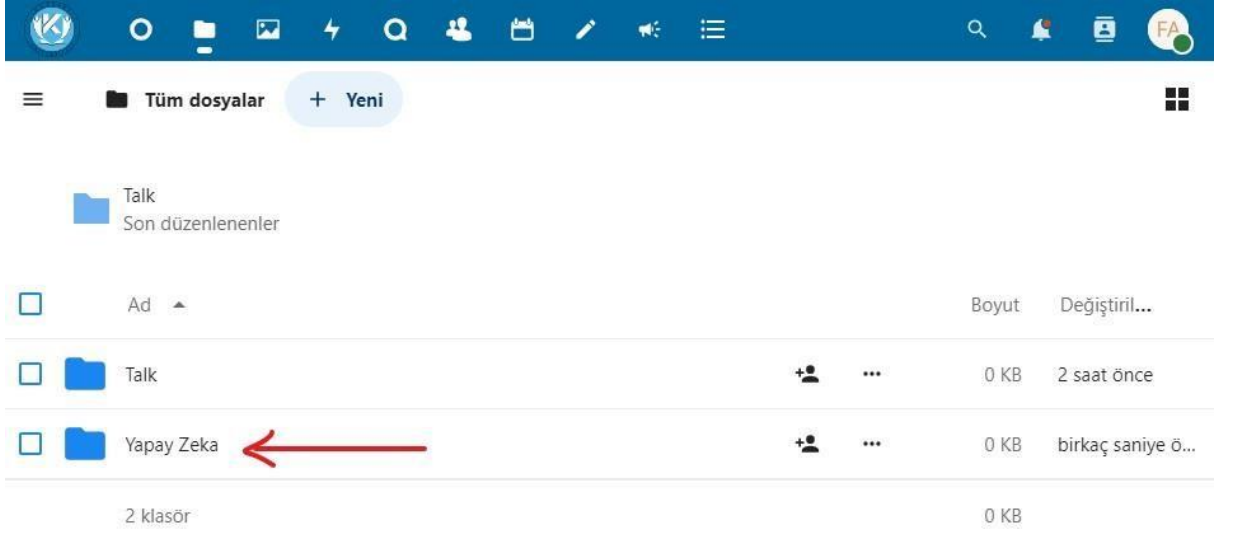 FA
Tüm dosyalar + Yeni
Talk
Son düzenlenenler
Ad Boyut Değiştiril...
Talk 0 KB 2 saat önce
Yapay Zeka 0 KB birkaç saniye ö...
2 klasör 0 KB